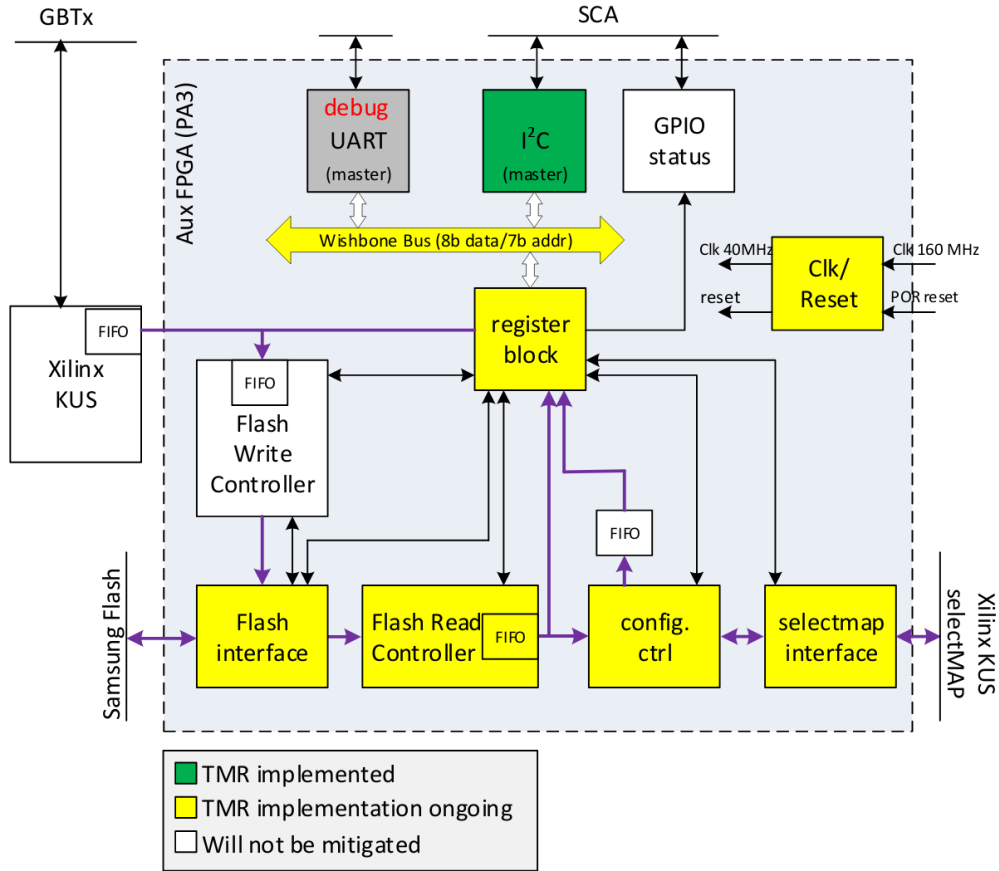 GBTx
SCA
Aux FPGA (PA3)
debug
UART
(master)
I²C
(master)
GPIO
status
Wishbone Bus (8b data/7b addr)
Clk 40MHz
Clk 160 MHz
Clk/
Reset
reset
POR reset
FIFO
Xilinx
KUS
register
block
FIFO
Flash
Write
Controller
FIFO
Samsung Flash
Flash
interface
Flash Read
Controller
FIFO
config.
ctrl
selectmap
interface
Xilinx KUS
selectMAP
TMR implemented
TMR implementation ongoing
Will not be mitigated